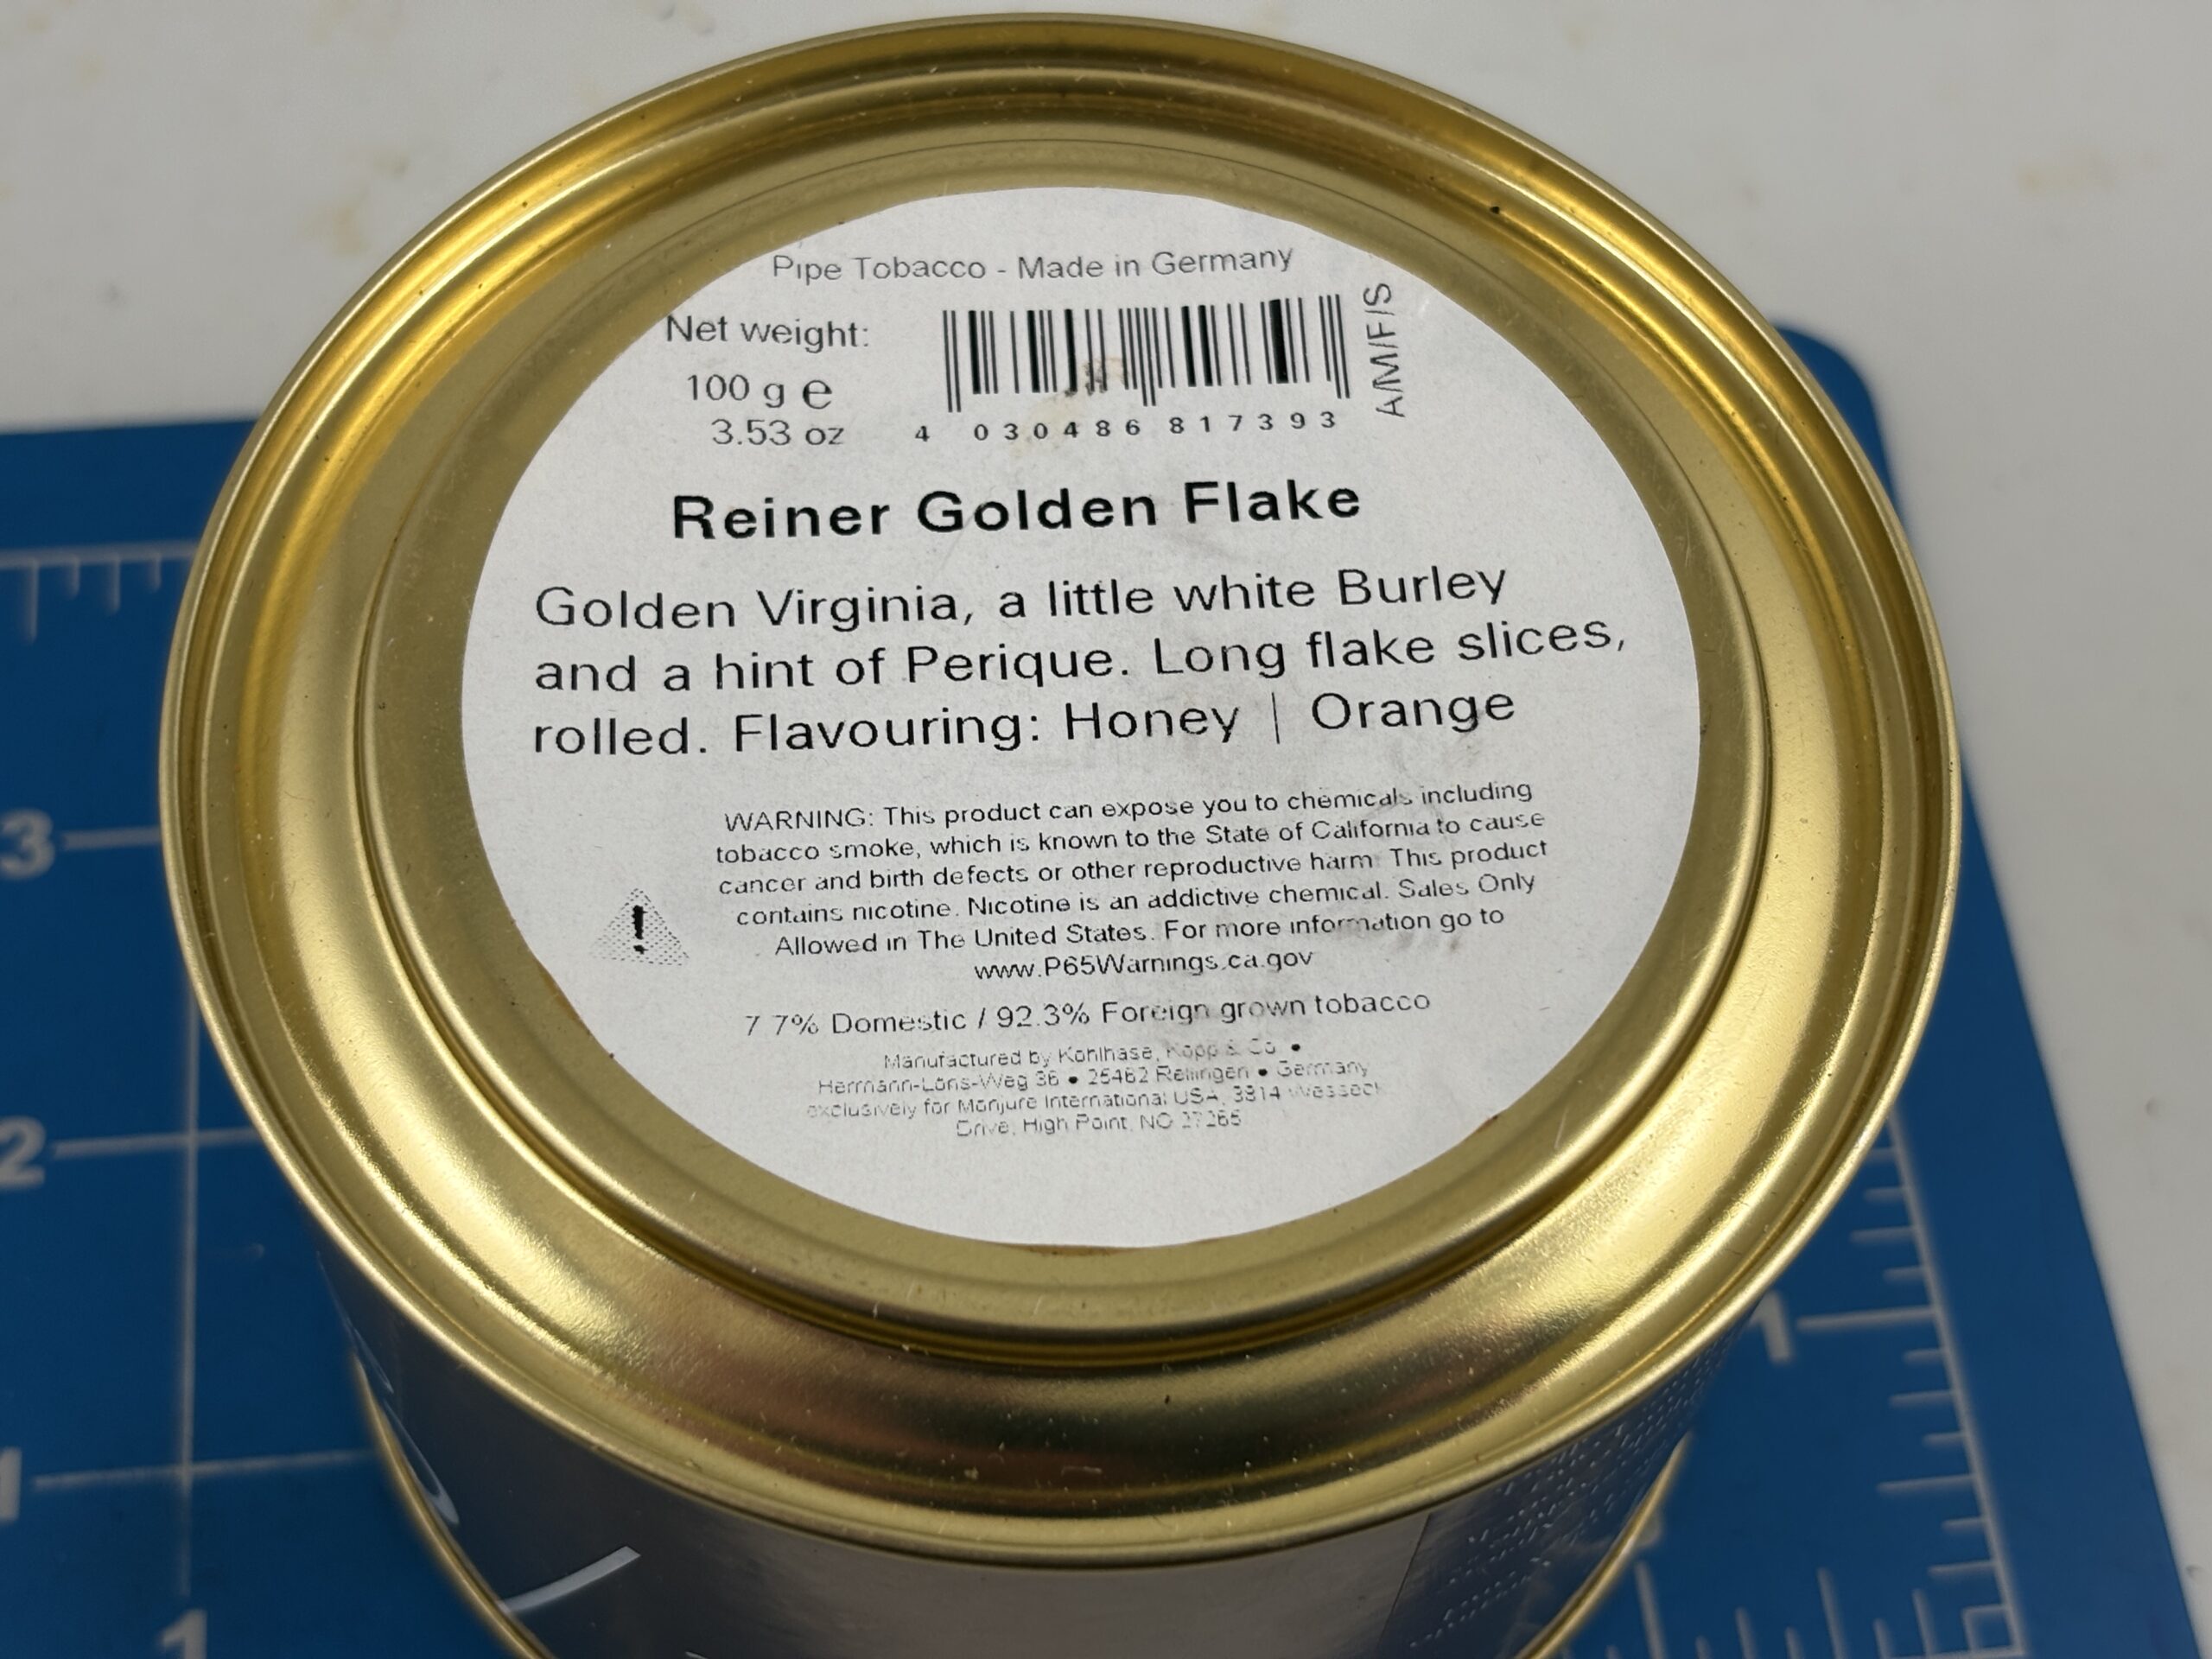 Pipe Tobacco - Made in Germany
Net weight:
100 g e
3.53 oz
4 030486 817393
A/M/F/S
Reiner Golden Flake
Golden Virginia, a little white Burley
and a hint of Perique. Long flake slices,
rolled. Flavouring: Honey | Orange
WARNING: This product can expose you to chemicals including
tobacco smoke, which is known to the State of California to cause
cancer and birth defects or other reproductive harm. This product
contains nicotine. Nicotine is an addictive chemical. Sales Only
Allowed in The United States. For more information go to
www.P65Warnings.ca.gov
!
7.7% Domestic / 92.3% Foreign grown tobacco
Manufactured by Kohlhase, Kopp & Co •
Hermann-Löns-Weg 36 • 25462 Rellingen • Germany
exclusively for Monjure International USA, 3814
Drive, High Point, NC 27265
3
2
1
1
1